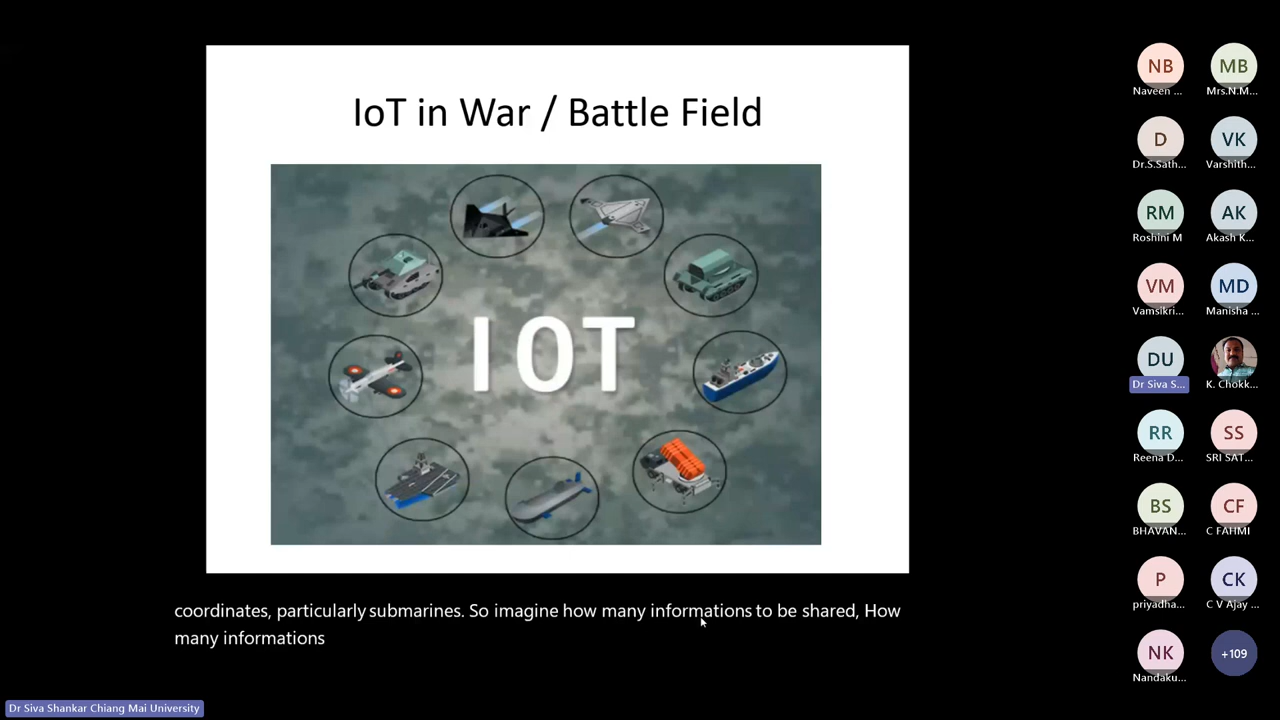 IoT in War / Battle Field
IOT
coordinates, particularly submarines. So imagine how many informations to be shared, How
many informations
Dr Siva Shankar Chiang Mai University
NB
Naveen ...
MB
Mrs.N.M...
D
Dr.S.Sath...
VK
Varshith...
RM
Roshini M
AK
Akash K...
VM
Vamsikri...
MD
Manisha ...
DU
Dr Siva S...
K. Chokk...
RR
Reena D...
SS
SRI SAT...
BS
BHAVAN...
CF
C FAHMI
P
priyadha...
CK
C V Ajay ...
NK
Nandaku...
+109